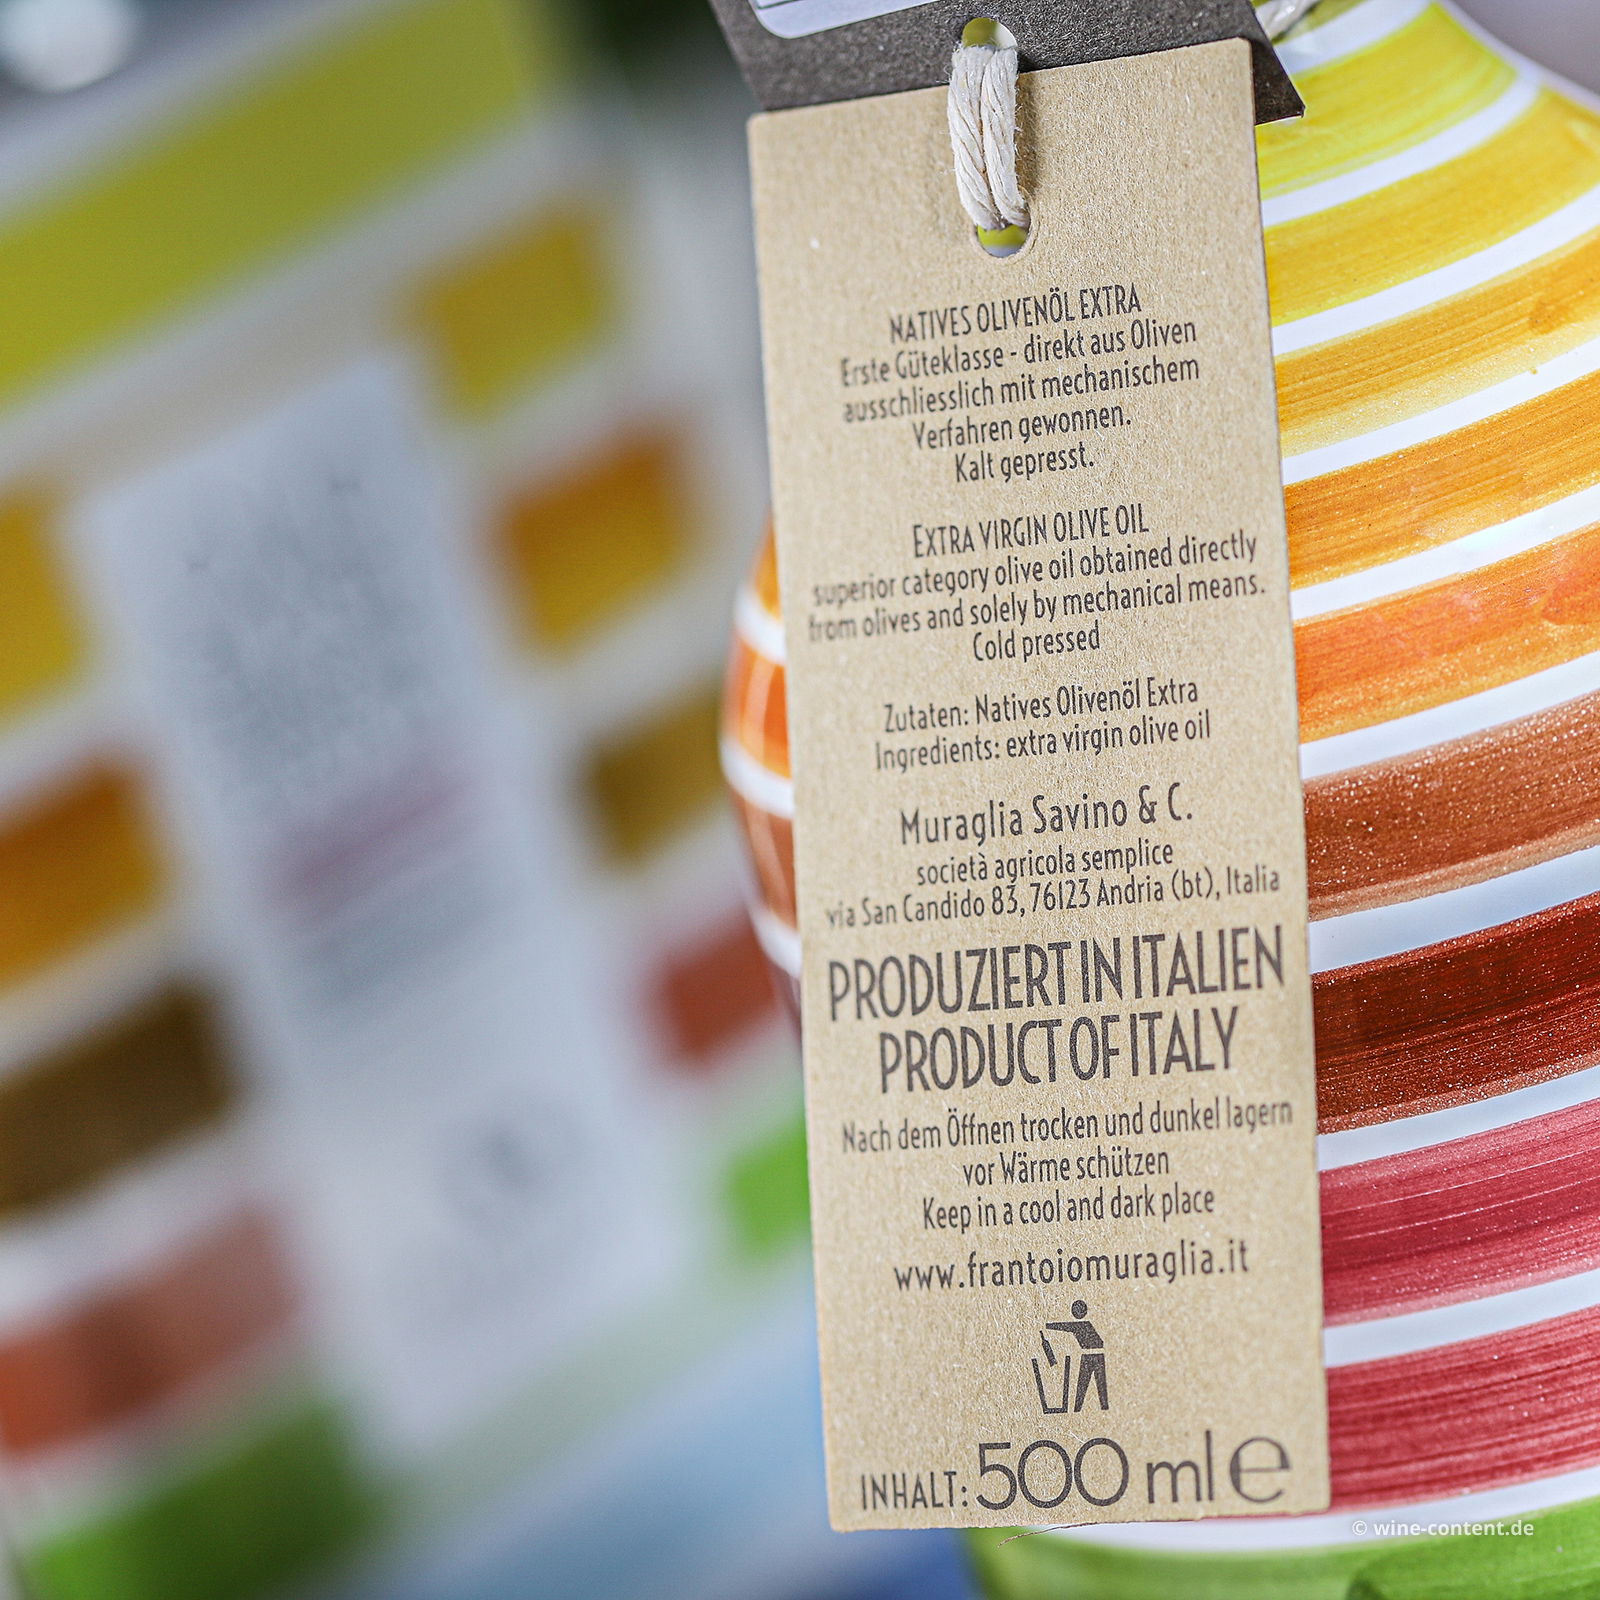 NATIVES OLIVENÖL EXTRA
Erste Güteklasse - direkt aus Oliven
ausschliesslich mit mechanischem
Verfahren gewonnen.
Kalt gepresst.
EXTRA VIRGIN OLIVE OIL
superior category olive oil obtained directly
from olives and solely by mechanical means.
Cold pressed
Zutaten: Natives Olivenöl Extra
Ingredients: extra virgin olive oil
Muraglia Savino & C.
società agricola semplice
via San Candido 83, 76123 Andria (bt), Italia
PRODUZIERT IN ITALIEN
PRODUCT OF ITALY
Nach dem Öffnen trocken und dunkel lagern
vor Wärme schützen
Keep in a cool and dark place
www.frantoiomuraglia.it
INHALT: 500 ml e
© wine-content.de